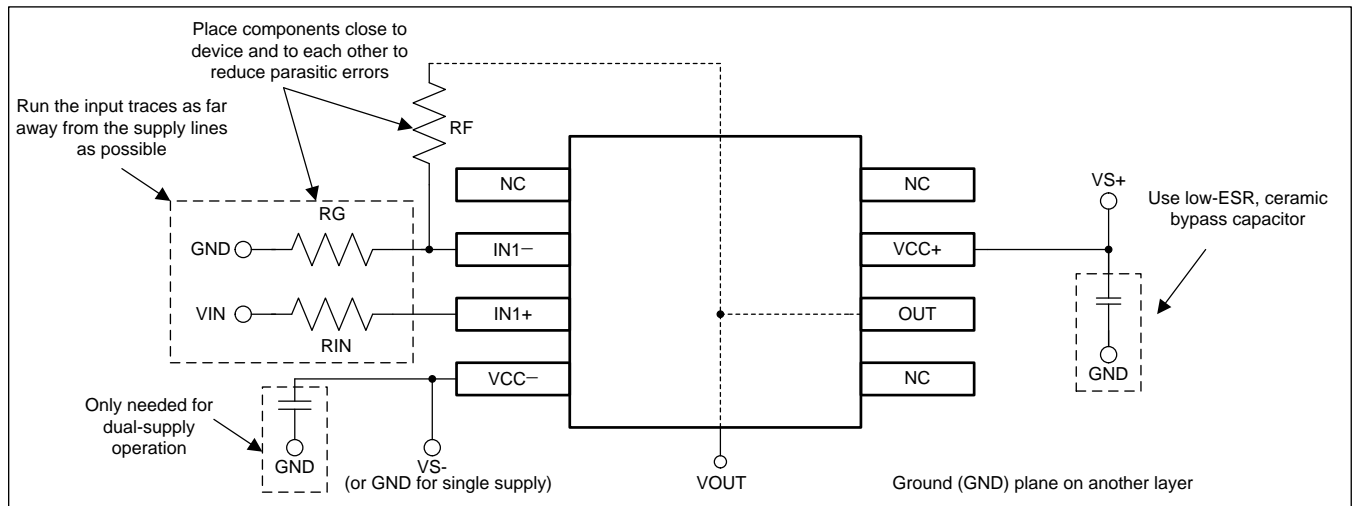 Place components close to
device and to each other to
reduce parasitic errors
Run the input traces as far
away from the supply lines
as possible
RF
NC
NC
VS+
Use low-ESR, ceramic
bypass capacitor
RG
GND
IN1−
VCC+
VIN
IN1+
OUT
RIN
VCC−
NC
GND
Only needed for
dual-supply
operation
GND
VS-
(or GND for single supply)
VOUT
Ground (GND) plane on another layer